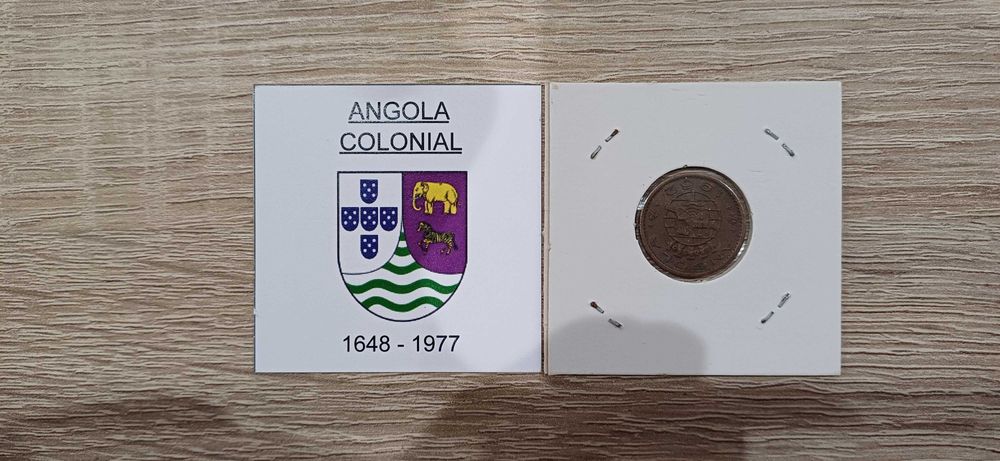 ANGOLA
COLONIAL
1648 - 1977